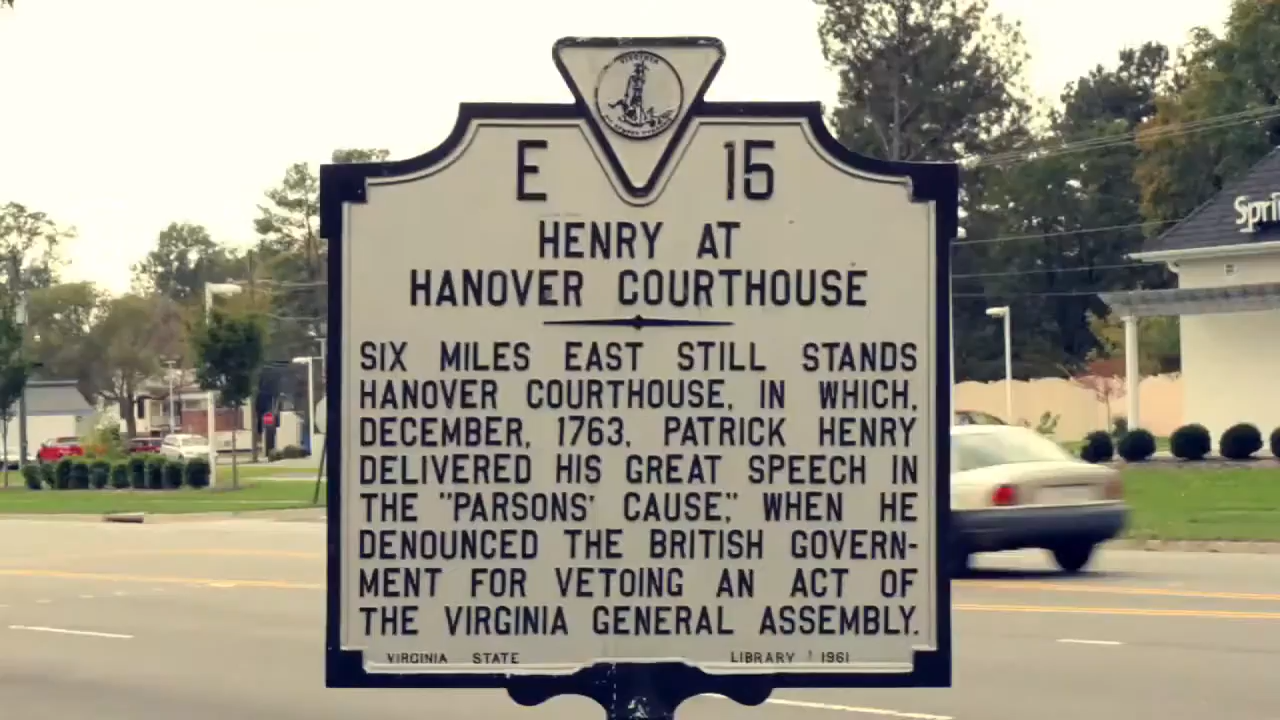 VIRGINIA
E 15
HENRY AT
HANOVER COURTHOUSE
SIX MILES EAST STILL STANDS
HANOVER COURTHOUSE, IN WHICH,
DECEMBER, 1763, PATRICK HENRY
DELIVERED HIS GREAT SPEECH IN
THE "PARSONS' CAUSE," WHEN HE
DENOUNCED THE BRITISH GOVERN-
MENT FOR VETOING AN ACT OF
THE VIRGINIA GENERAL ASSEMBLY.
VIRGINIA STATE LIBRARY 1961